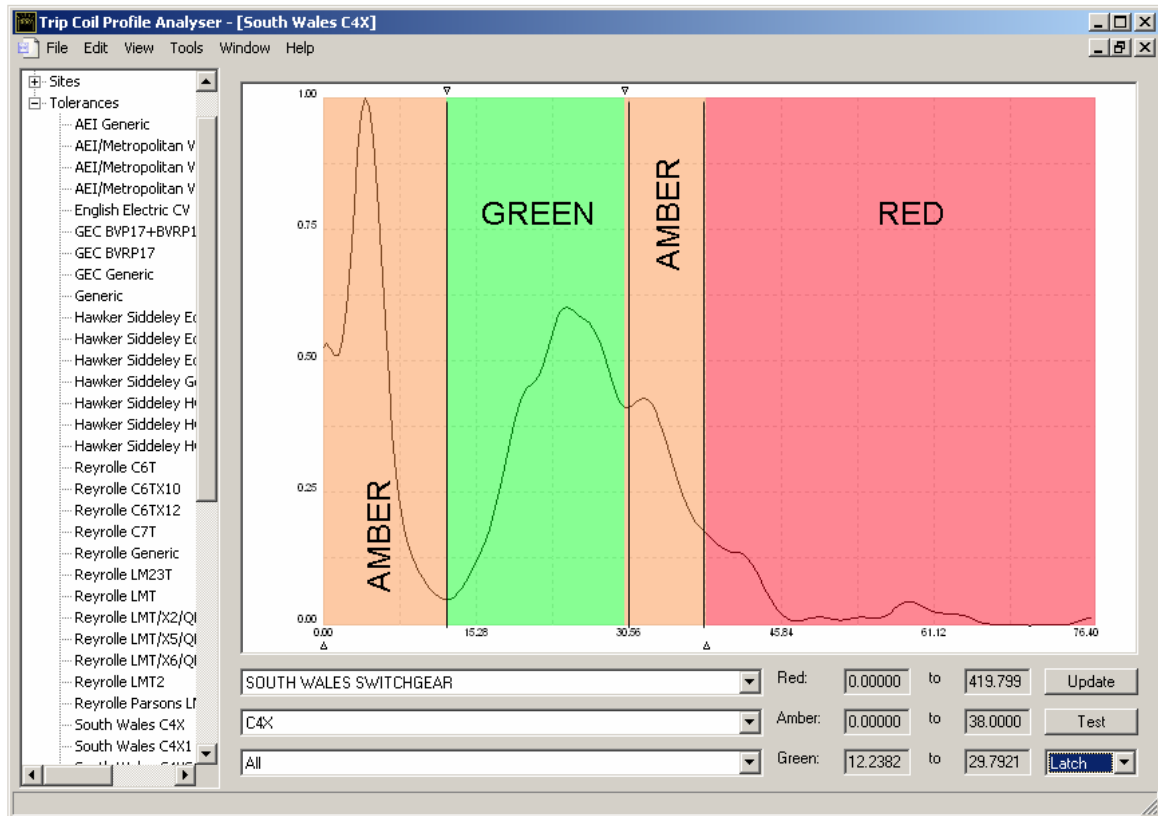 Trip Coil Profile Analyser - [South Wales C4X]
File Edit View Tools Window Help
Sites
Tolerances
AEI Generic
AEI/Metropolitan V
AEI/Metropolitan V
AEI/Metropolitan V
English Electric CV
GEC BVP17+BVRP1
GEC BVRP17
GEC Generic
Generic
Hawker Siddeley
Hawker Siddeley
Hawker Siddeley
Hawker Siddeley
Hawker Siddeley
Hawker Siddeley
Hawker Siddeley
Reyrolle C6T
Reyrolle C6TX10
Reyrolle C6TX12
Reyrolle C7T
Reyrolle Generic
Reyrolle LM23T
Reyrolle LMT
Reyrolle LMT/X2/
Reyrolle LMT/X5/
Reyrolle LMT/X6/
Reyrolle LMT2
Reyrolle Parsons
South Wales C4X
South Wales C4X1
1.00
0.75
0.50
0.25
0.00
AMBER
GREEN
AMBER
RED
0.00 15.28 30.56 45.84 61.12 76.40
SOUTH WALES SWITCHGEAR
Red: 0.00000 to 419.799 Update
C4X
Amber: 0.00000 to 38.0000 Test
All
Green: 12.2382 to 29.7921 Latch